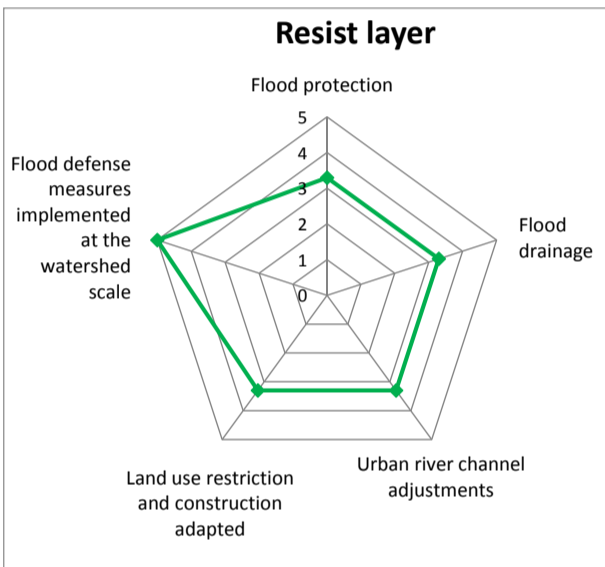 Resist layer
Flood protection
5
4
3
2
1
0
Flood
drainage
Urban river channel
adjustments
Land use restriction
and construction
adapted
Flood defense
measures
implemented
at the
watershed
scale